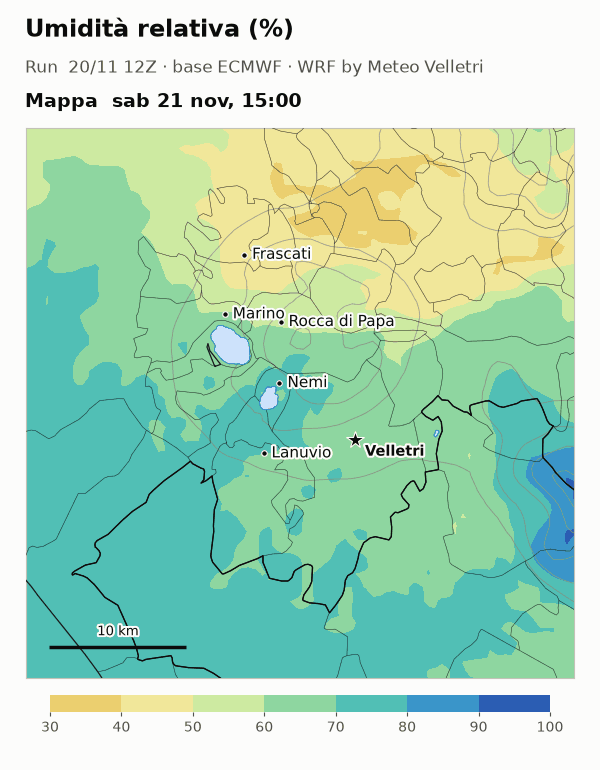 Umidità relativa (%)
Run  20/11 12Z · base ECMWF · WRF by Meteo Velletri
Mappa  sab 21 nov, 15:00
Frascati
Marino
Rocca di Papa
Nemi
Velletri
Lanuvio
10 km
30 40 50 60 70 80 90 100